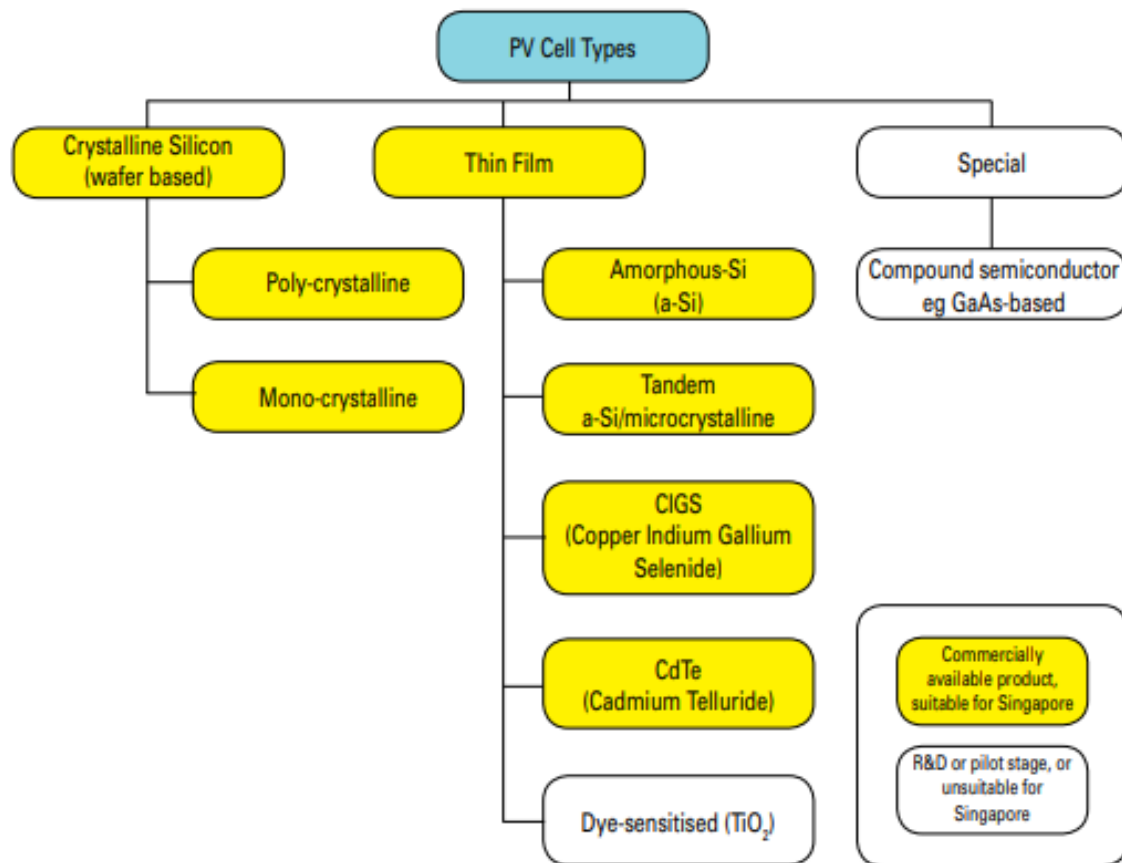 PV Cell Types
Crystalline Silicon
(wafer based)
Thin Film
Special
Poly-crystalline
Mono-crystalline
Amorphous-Si
(a-Si)
Tandem
a-Si/microcrystalline
CIGS
(Copper Indium Gallium
Selenide)
CdTe
(Cadmium Telluride)
Dye-sensitised (TiO₂)
Compound semiconductor
eg GaAs-based
Commercially
available product,
suitable for Singapore
R&D or pilot stage, or
unsuitable for
Singapore